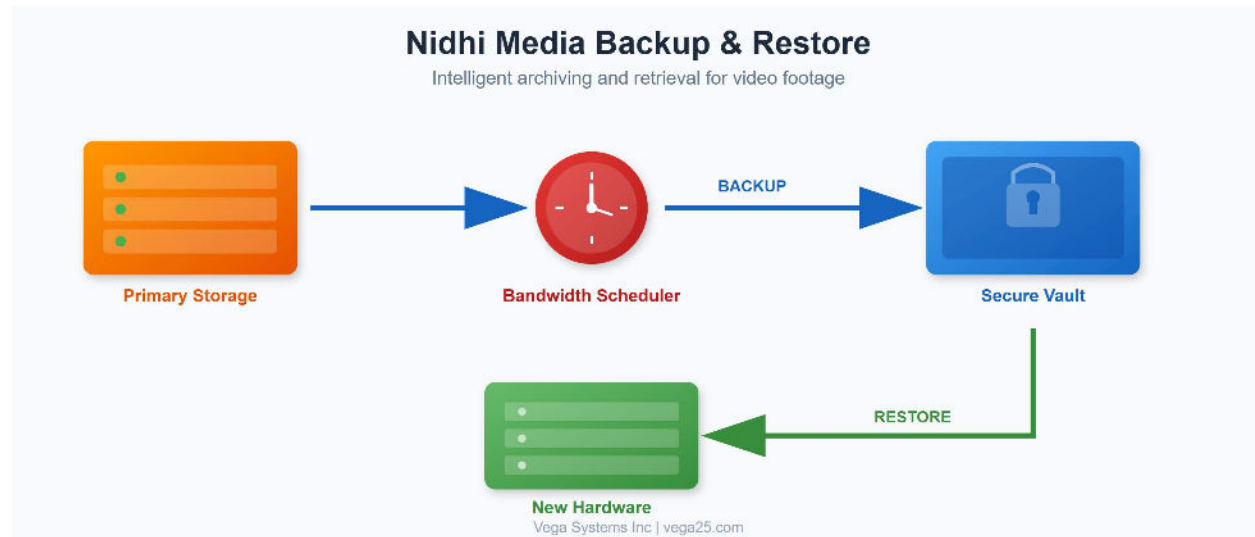 Nidhi Media Backup & Restore
Intelligent archiving and retrieval for video footage
BACKUP
Primary Storage
Bandwidth Scheduler
Secure Vault
RESTORE
New Hardware
Vega Systems Inc | vega25.com